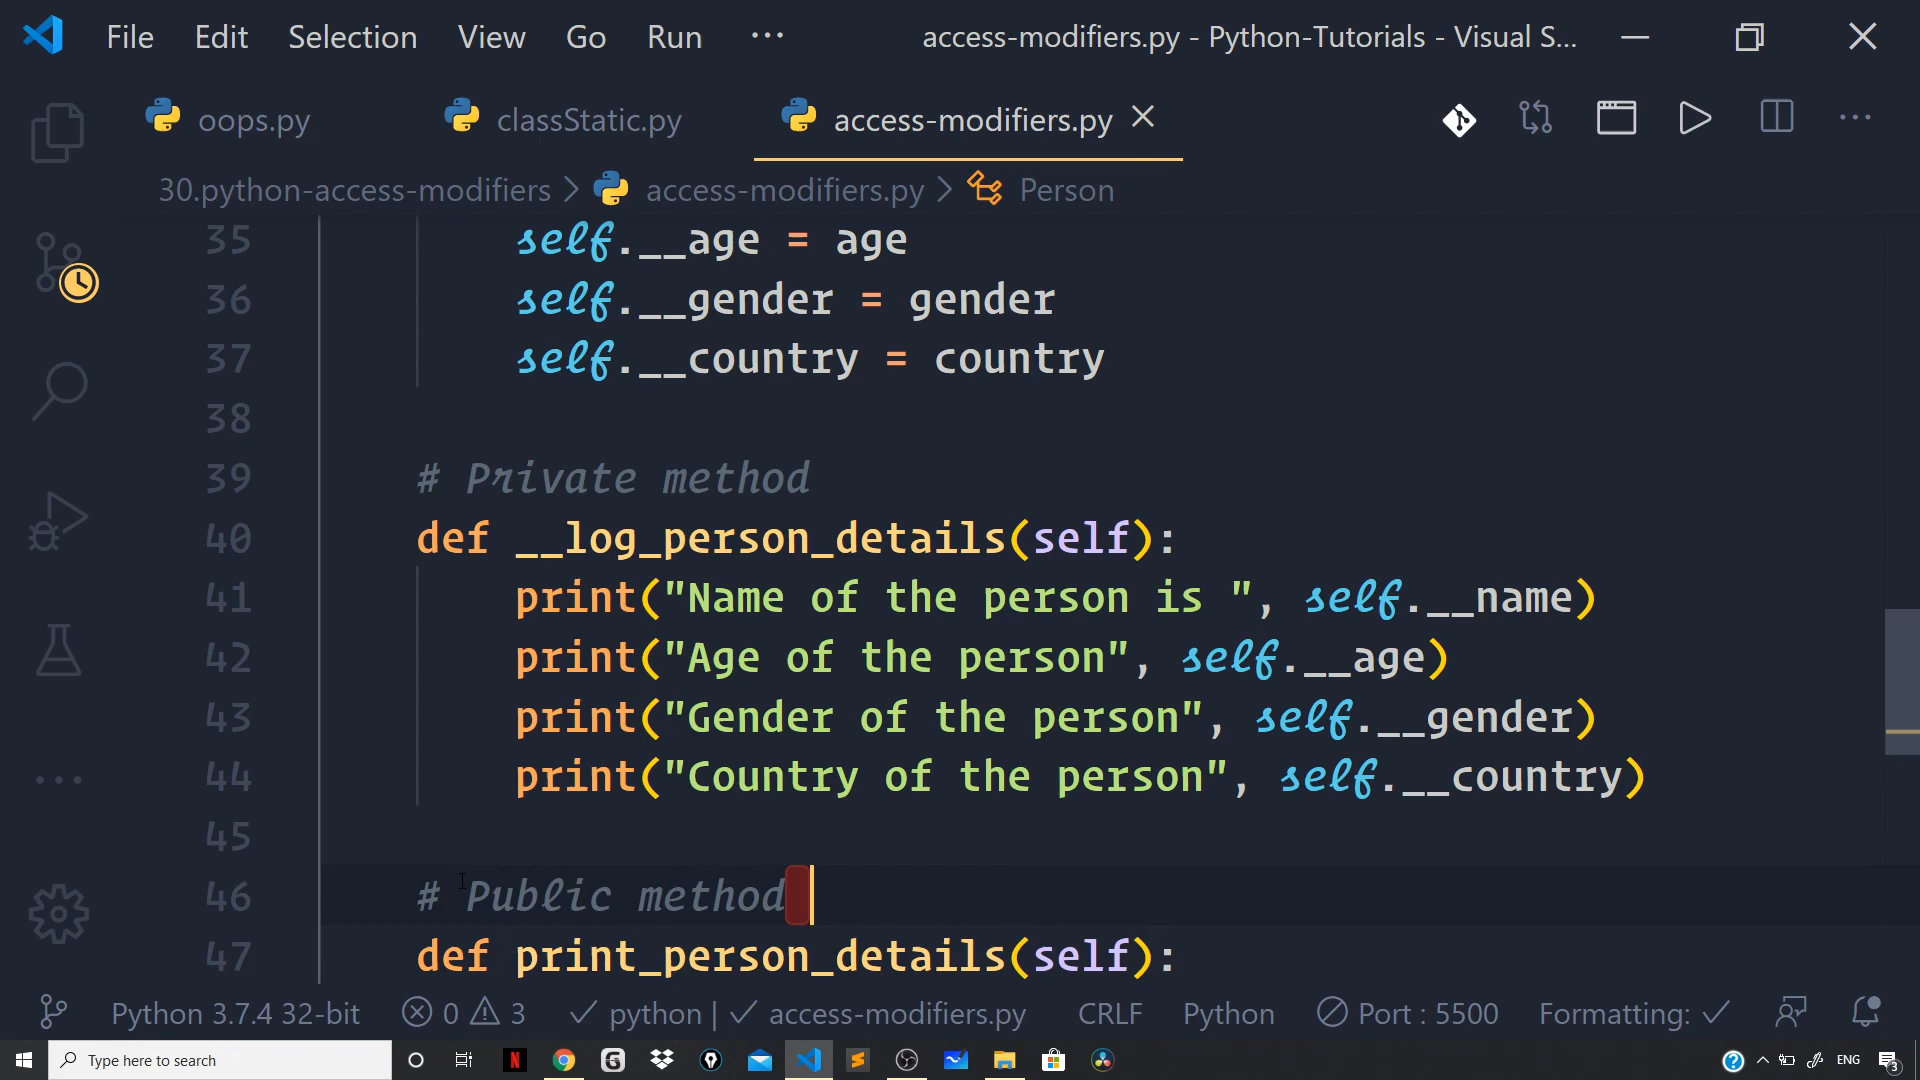 File Edit Selection View Go Run ··· access-modifiers.py - Python-Tutorials - Visual S...
oops.py classStatic.py access-modifiers.py
30.python-access-modifiers > access-modifiers.py > Person
35 self.__age = age
36 self.__gender = gender
37 self.__country = country
38
39 # Private method
40 def __log_person_details(self):
41 print("Name of the person is ", self.__name)
42 print("Age of the person", self.__age)
43 print("Gender of the person", self.__gender)
44 print("Country of the person", self.__country)
45
46 # Public method
47 def print_person_details(self):
Python 3.7.4 32-bit 0 3 python | access-modifiers.py CRLF Python Port : 5500 Formatting:
Type here to search ENG 3